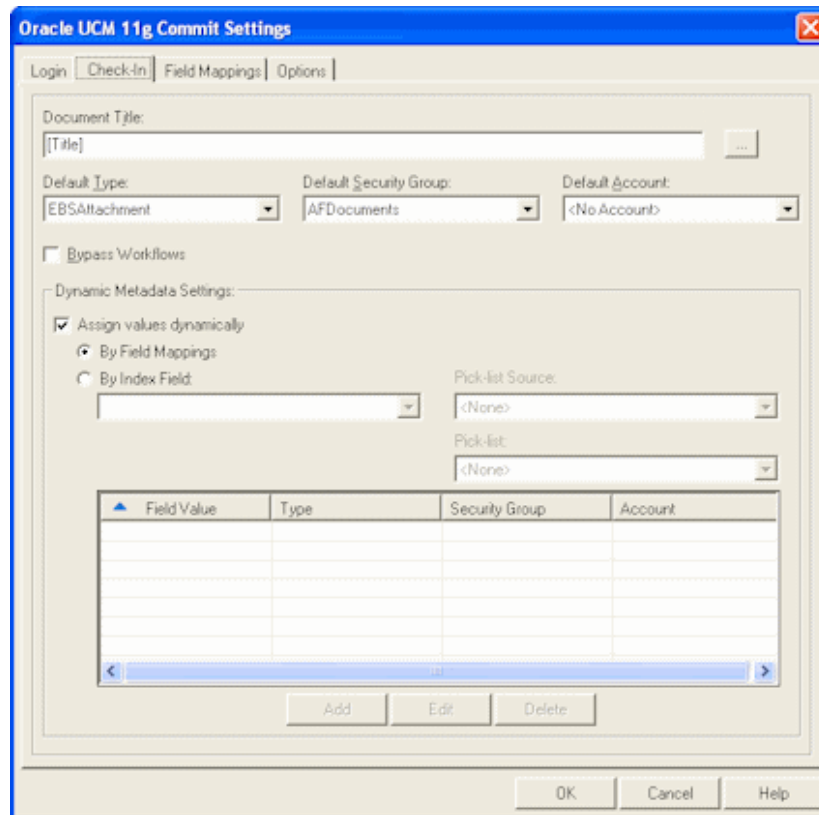 Oracle UCM 11g Commit Settings
Login Check-In Field Mappings Options
Document Title:
[Title]
...
Default Type: Default Security Group: Default Account:
EBSAttachment AFDocuments <No Account>
Bypass Workflows
Dynamic Metadata Settings:
Assign values dynamically
By Field Mappings
By Index Field: Pick-list Source:
<None>
Pick-list:
<None>
Field Value Type Security Group Account
Add Edit Delete
OK Cancel Help